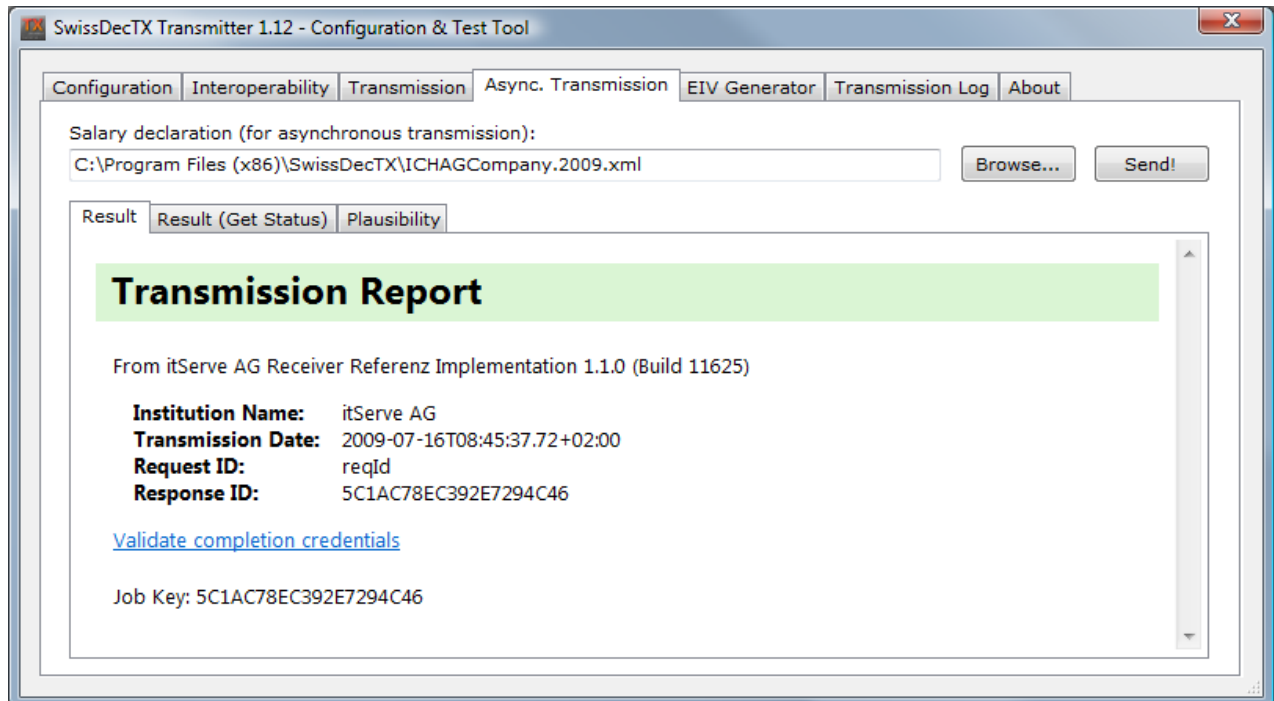 TX SwissDecTX Transmitter 1.12 - Configuration & Test Tool
Configuration Interoperability Transmission Async. Transmission EIV Generator Transmission Log About
Salary declaration (for asynchronous transmission):
C:\Program Files (x86)\SwissDecTX\ICHAGCompany.2009.xml Browse... Send!
Result Result (Get Status) Plausibility
Transmission Report
From itServe AG Receiver Referenz Implementation 1.1.0 (Build 11625)
Institution Name: itServe AG
Transmission Date: 2009-07-16T08:45:37.72+02:00
Request ID: reqId
Response ID: 5C1AC78EC392E7294C46
Validate completion credentials
Job Key: 5C1AC78EC392E7294C46